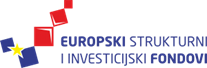 EUROPSKI STRUKTURNI
I INVESTICIJSKI FONDOVI